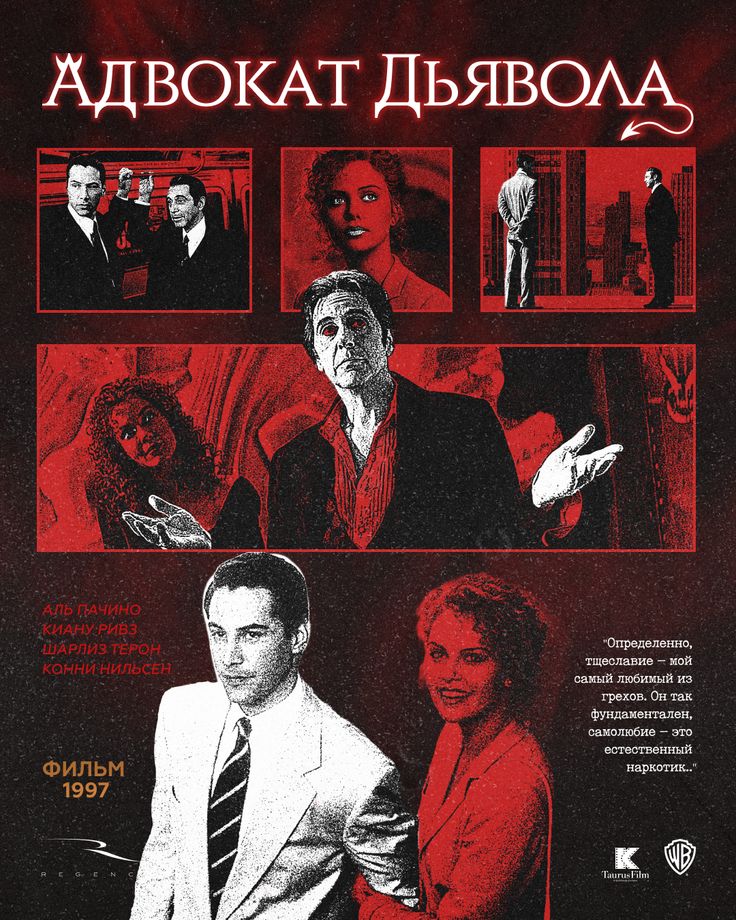 Адвокат Дьявола
АЛЬ ПАЧИНО
КИАНУ РИВЗ
ШАРЛИЗ ТЕРОН
КОННИ НИЛЬСЕН
"Определенно,
тщеславие – мой
самый любимый из
грехов. Он так
фундаментален,
самолюбие – это
естественный
наркотик.."
ФИЛЬМ
1997
R
REGENC
K
TaurusFilm
WB